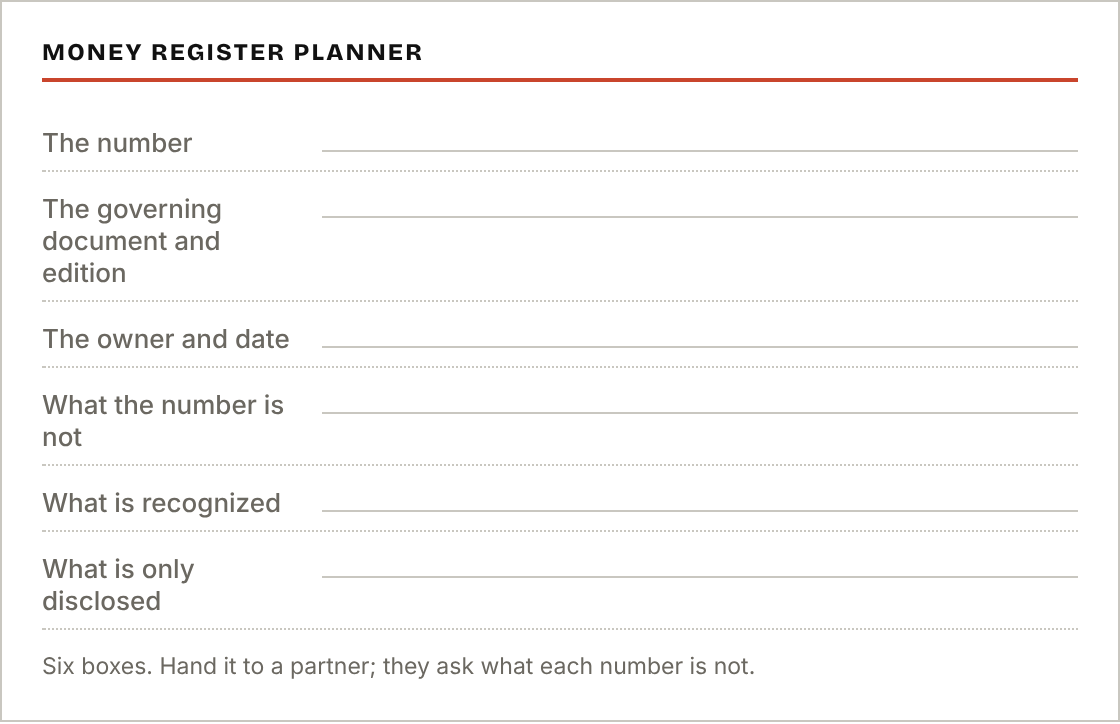 MONEY REGISTER PLANNER
The number
The governing
document and
edition
The owner and date
What the number is
not
What is recognized
What is only
disclosed
Six boxes. Hand it to a partner; they ask what each number is not.